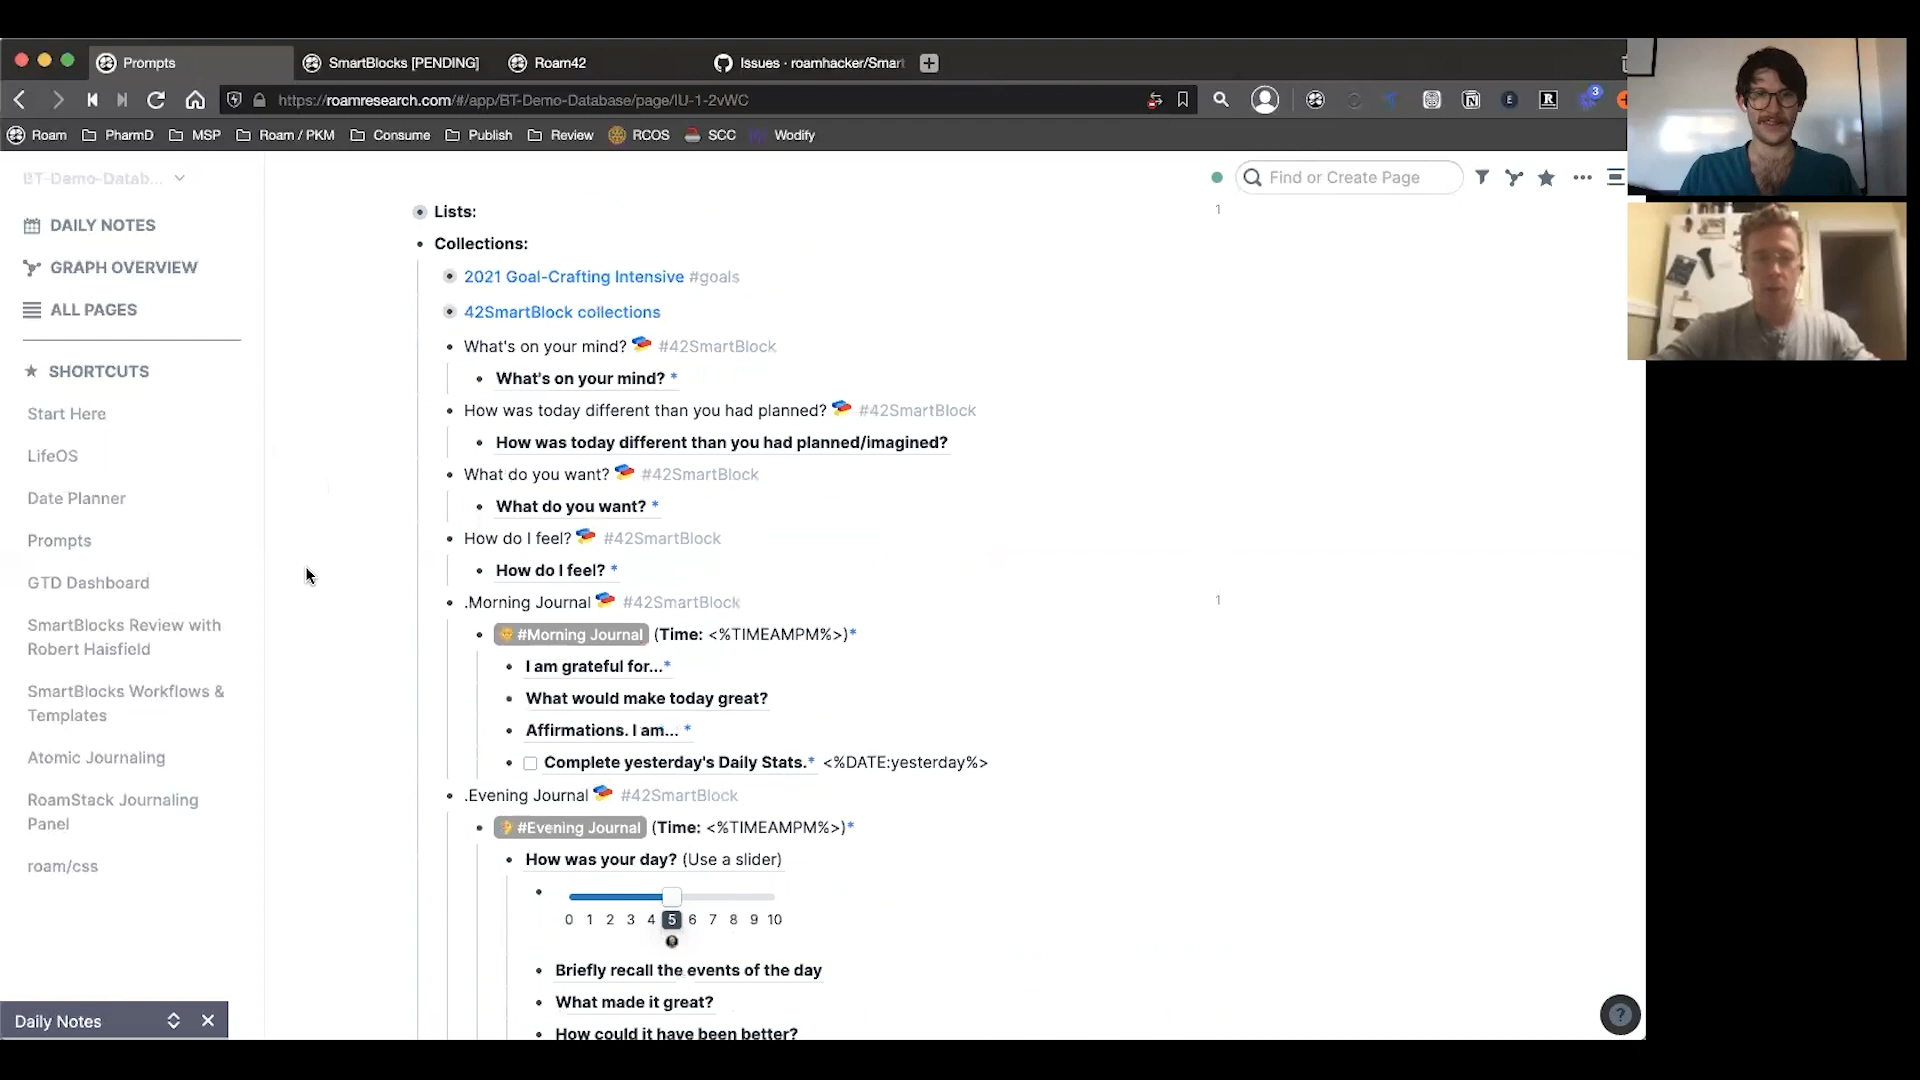 Prompts
SmartBlocks [PENDING]
Roam42
Issues · roamhacker/Smart
https://roamresearch.com/#/app/BT-Demo-Database/page/IU-1-2vWC
3
Roam
PharmD
MSP
Roam / PKM
Consume
Publish
Review
RCOS
SCC
Wodify
BT-Demo-Datab...
Find or Create Page
DAILY NOTES
GRAPH OVERVIEW
ALL PAGES
SHORTCUTS
Start Here
LifeOS
Date Planner
Prompts
GTD Dashboard
SmartBlocks Review with
Robert Haisfield
SmartBlocks Workflows &
Templates
Atomic Journaling
RoamStack Journaling
Panel
roam/css
Daily Notes
Lists:
1
Collections:
2021 Goal-Crafting Intensive #goals
42SmartBlock collections
What's on your mind? #42SmartBlock
What's on your mind? *
How was today different than you had planned? #42SmartBlock
How was today different than you had planned/imagined?
What do you want? #42SmartBlock
What do you want? *
How do I feel? #42SmartBlock
How do I feel? *
.Morning Journal #42SmartBlock
1
#Morning Journal (Time: <%TIMEAMPM%>)*
I am grateful for...*
What would make today great?
Affirmations. I am... *
Complete yesterday's Daily Stats.* <%DATE:yesterday%>
.Evening Journal #42SmartBlock
#Evening Journal (Time: <%TIMEAMPM%>)*
How was your day? (Use a slider)
0 1 2 3 4 5 6 7 8 9 10
Briefly recall the events of the day
What made it great?
How could it have been better?